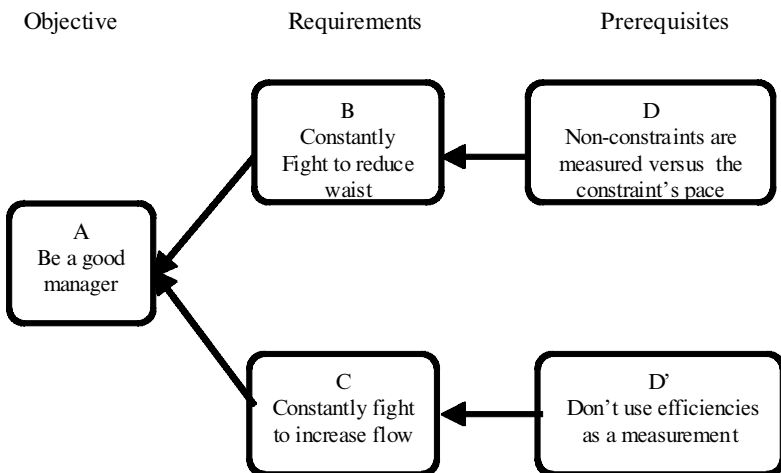 Objective Requirements Prerequisites
B
Constantly
Fight to reduce
waist
D
Non-constraints are
measured versus the
constraint's pace
A
Be a good
manager
C
Constantly fight
to increase flow
D'
Don't use efficiencies
as a measurement